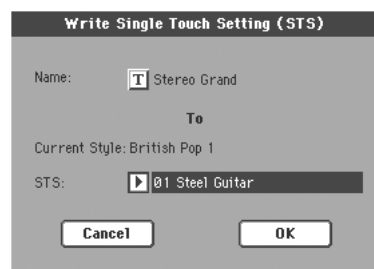 Write Single Touch Setting (STS)
Name: T Stereo Grand
To
Current Style: British Pop 1
STS: 01 Steel Guitar
Cancel OK